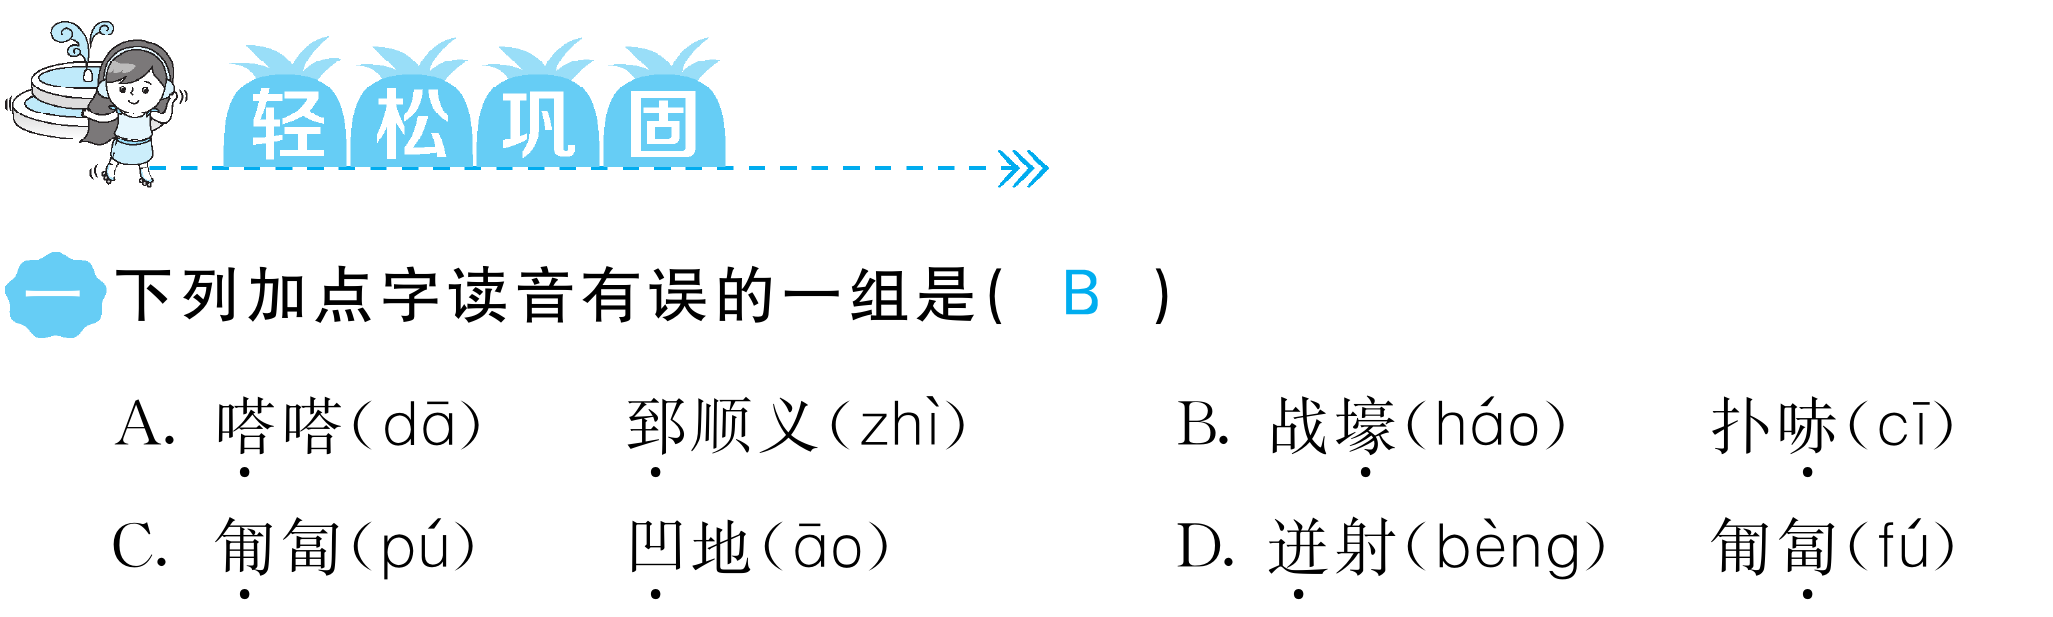 轻松巩固
一 下列加点字读音有误的一组是( B )
A. 嗒嗒(dā) 郅顺义(zhì) B. 战壕(háo) 扑哧(cī)
C. 匍匐(pú) 凹地(āo) D. 迸射(bèng) 匍匐(fú)